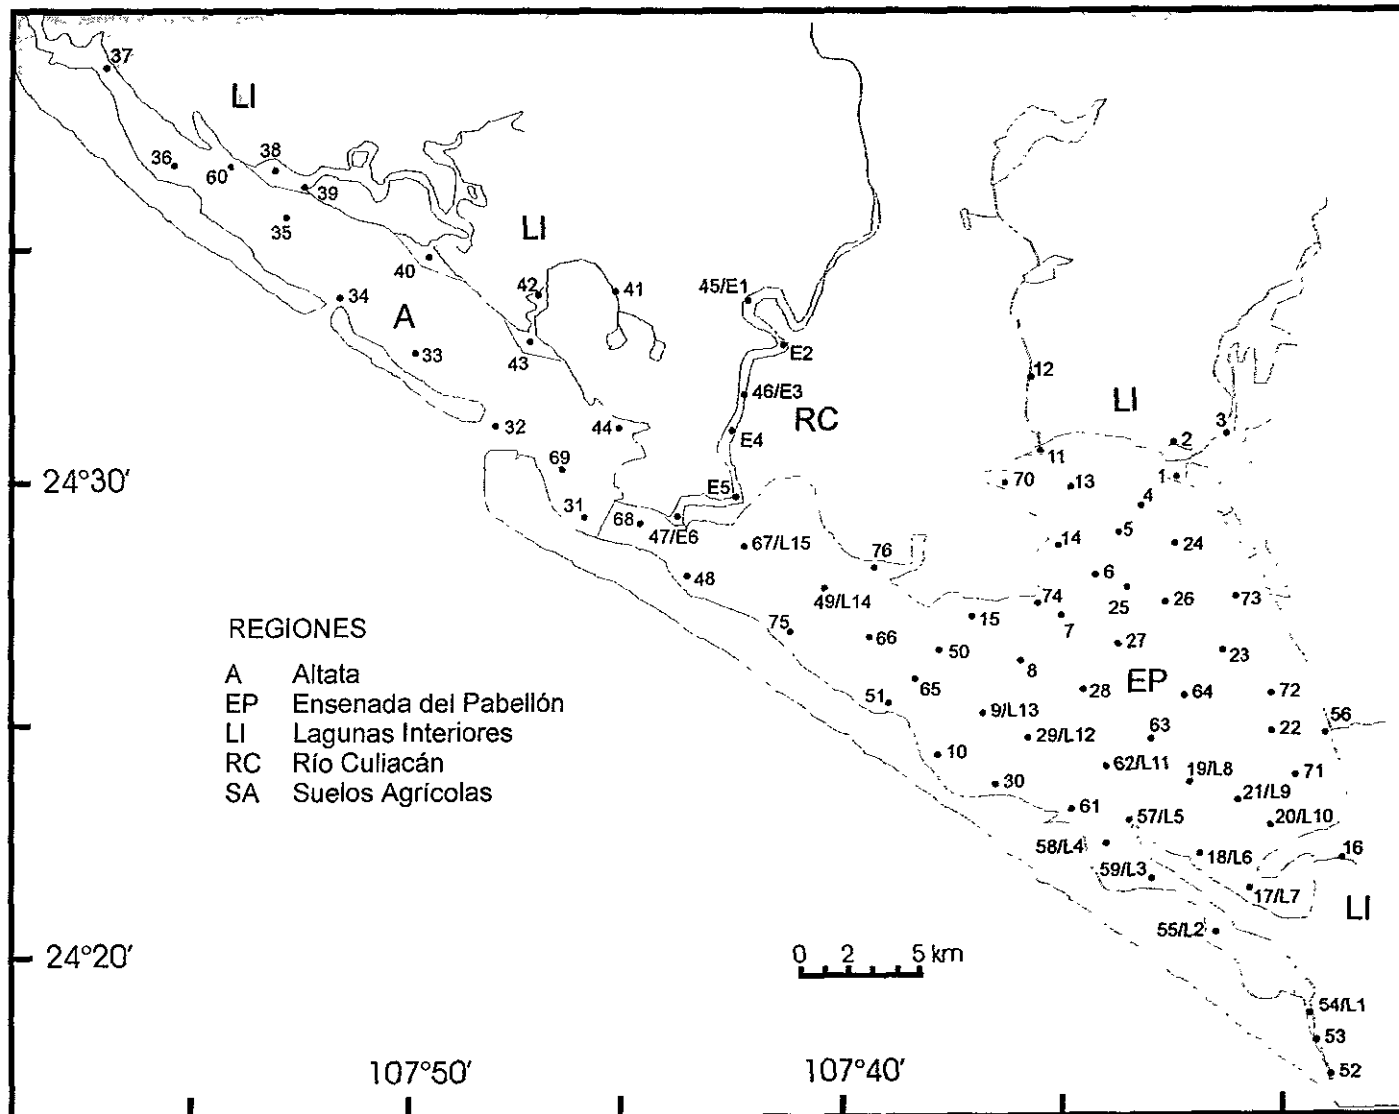 37
LI
36
60
38
39
35
LI
40
42
41
45/E1
34
A
33
43
E2
12
46/E3
LI
RC
3
32
44
E4
2
11
69
1
24°30′
70
13
E5
4
31
68
47/E6
5
14
24
67/L15
76
6
48
49/L14
74
25
26
73
15
7
75
66
27
REGIONES
50
23
8
A Altata
EP
65
28
64
72
EP Ensenada del Pabellón
51
9/L13
56
LI Lagunas Interiores
29/L12
63
22
RC Río Culiacán
10
62/L11
19/L8
71
SA Suelos Agrícolas
30
21/L9
61
57/L5
20/L10
58/L4
18/L6
16
59/L3
17/L7
LI
55/L2
24°20′
0 2 5 km
54/L1
53
107°50′
107°40′
52